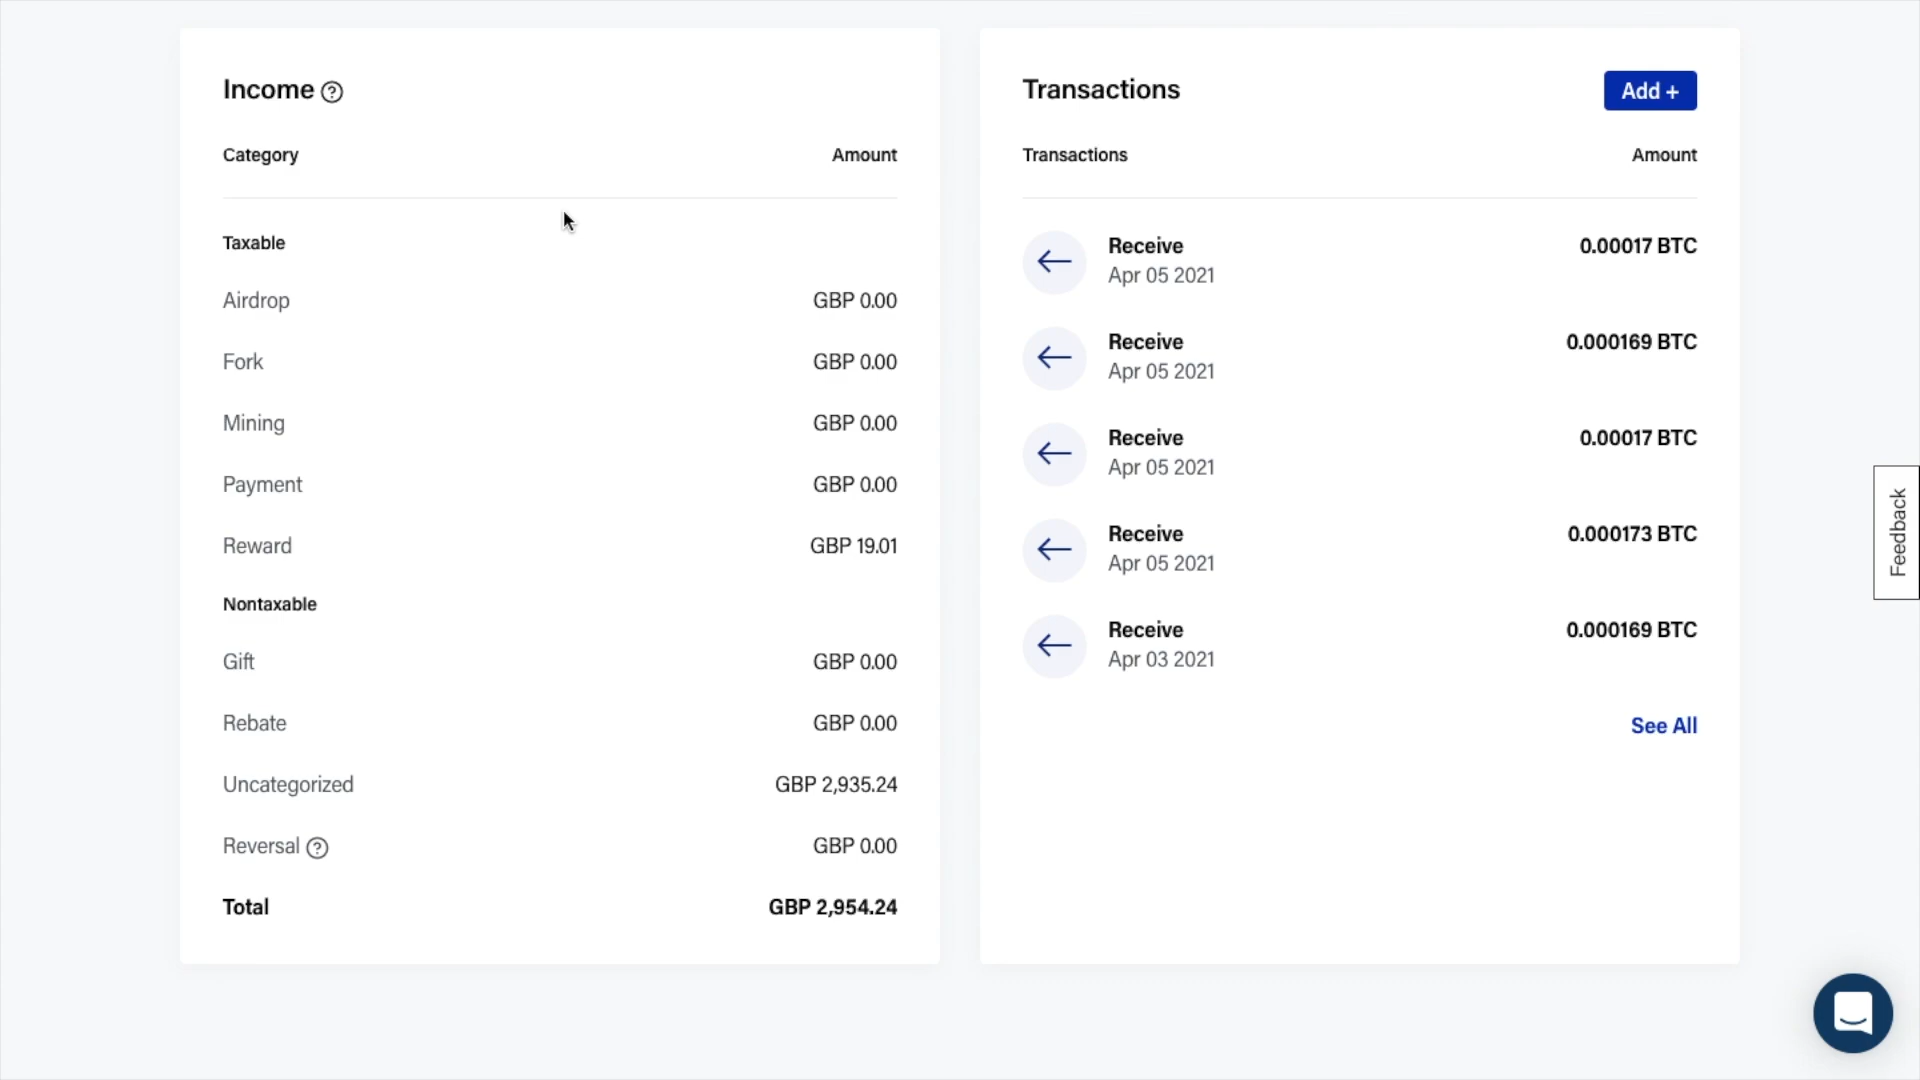 Income
Category Amount
Taxable
Airdrop GBP 0.00
Fork GBP 0.00
Mining GBP 0.00
Payment GBP 0.00
Reward GBP 19.01
Nontaxable
Gift GBP 0.00
Rebate GBP 0.00
Uncategorized GBP 2,935.24
Reversal GBP 0.00
Total GBP 2,954.24
Transactions Add +
Transactions Amount
Receive 0.00017 BTC
Apr 05 2021
Receive 0.000169 BTC
Apr 05 2021
Receive 0.00017 BTC
Apr 05 2021
Receive 0.000173 BTC
Apr 05 2021
Receive 0.000169 BTC
Apr 03 2021
See All
Feedback